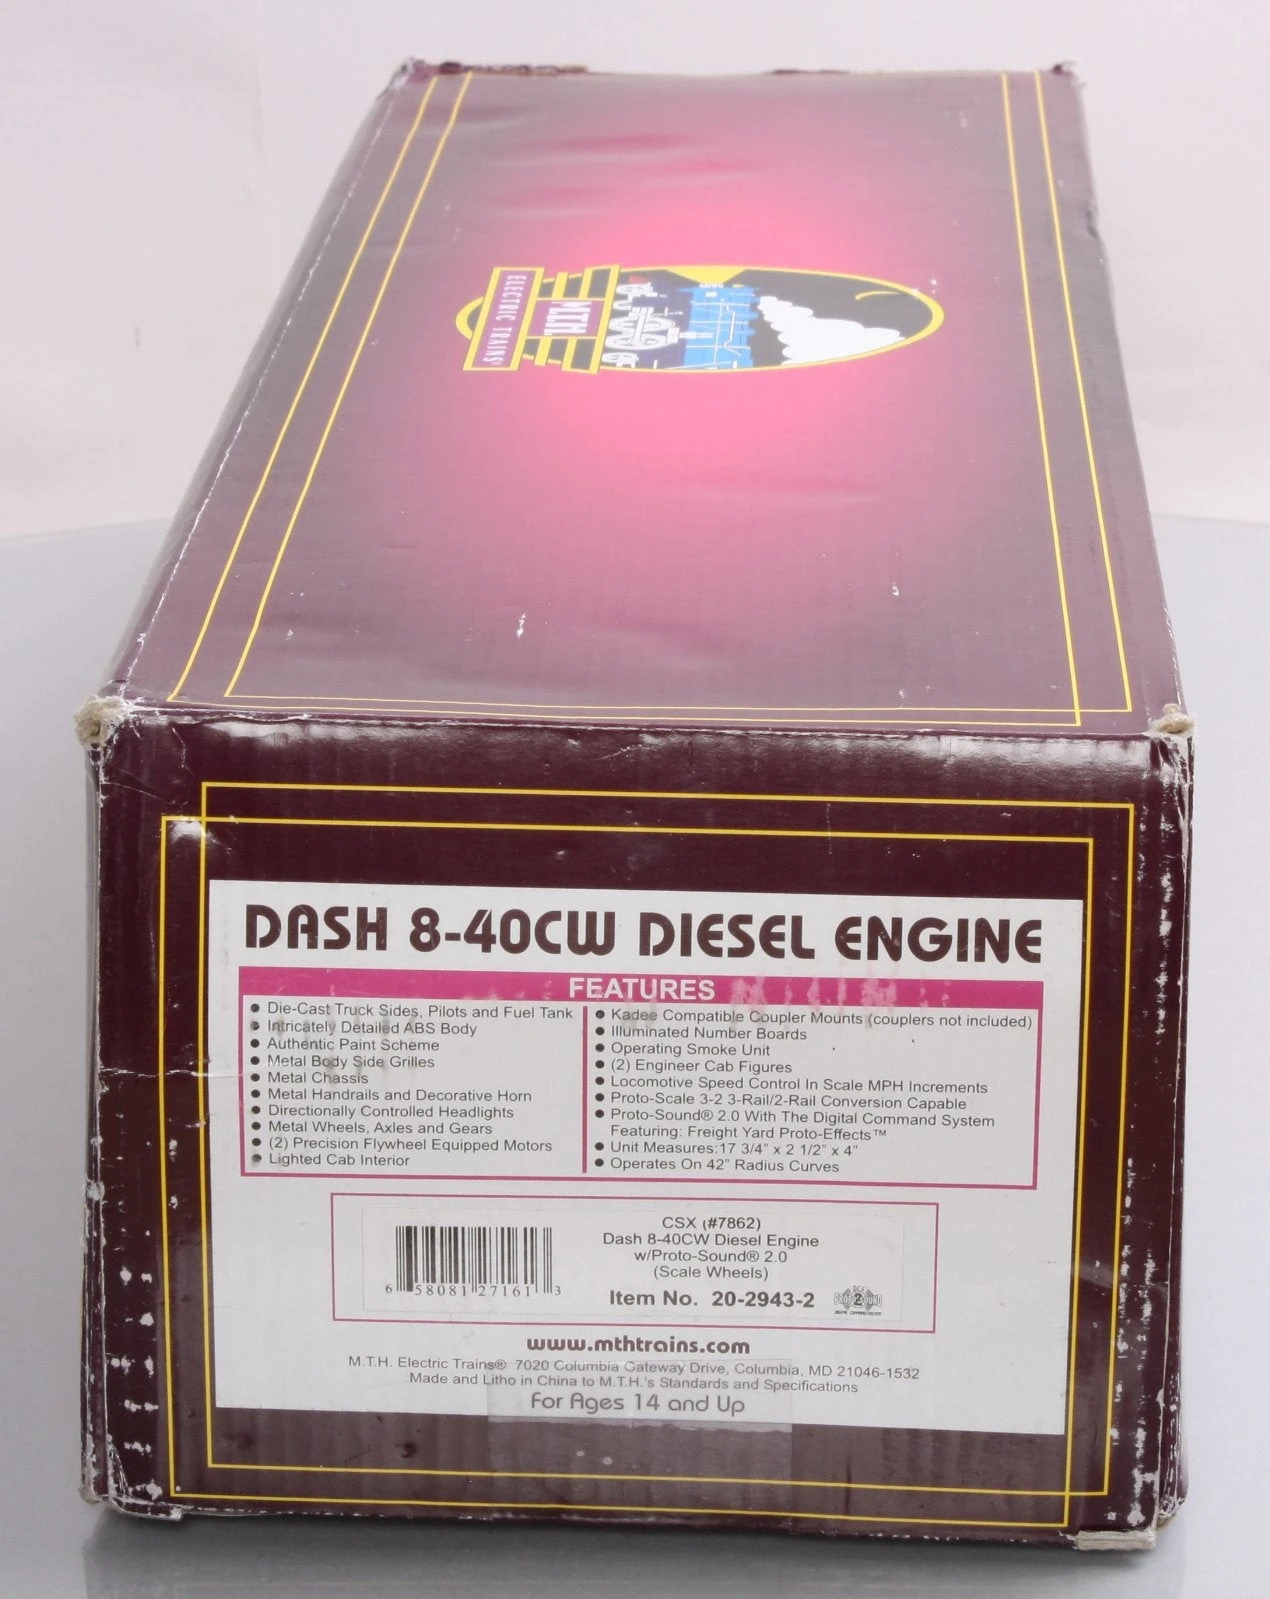 ELECTRIC TRAINS®
M.T.H.
DASH 8-40CW DIESEL ENGINE
FEATURES
• Die-Cast Truck Sides, Pilots and Fuel Tank
• Intricately Detailed ABS Body
• Authentic Paint Scheme
• Metal Body Side Grilles
• Metal Chassis
• Metal Handrails and Decorative Horn
• Directionally Controlled Headlights
• Metal Wheels, Axles and Gears
• (2) Precision Flywheel Equipped Motors
• Lighted Cab Interior
• Kadee Compatible Coupler Mounts (couplers not included)
• Illuminated Number Boards
• Operating Smoke Unit
• (2) Engineer Cab Figures
• Locomotive Speed Control In Scale MPH Increments
• Proto-Scale 3-2 3-Rail/2-Rail Conversion Capable
• Proto-Sound® 2.0 With The Digital Command System
Featuring: Freight Yard Proto-Effects™
• Unit Measures:17 3/4" x 2 1/2" x 4"
• Operates On 42" Radius Curves
6 58081 27161 3
CSX (#7862)
Dash 8-40CW Diesel Engine
w/Proto-Sound® 2.0
(Scale Wheels)
Item No. 20-2943-2
www.mthtrains.com
M.T.H. Electric Trains® 7020 Columbia Gateway Drive, Columbia, MD 21046-1532
Made and Litho in China to M.T.H.'s Standards and Specifications
For Ages 14 and Up